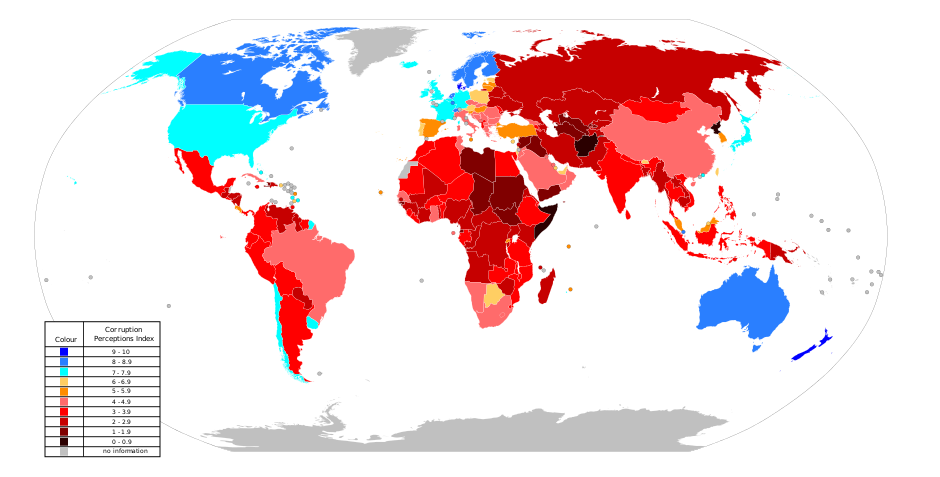 Colour
Corruption
Perceptions Index
9 - 10
8 - 8.9
7 - 7.9
6 - 6.9
5 - 5.9
4 - 4.9
3 - 3.9
2 - 2.9
1 -1.9
0 - 0.9
no information